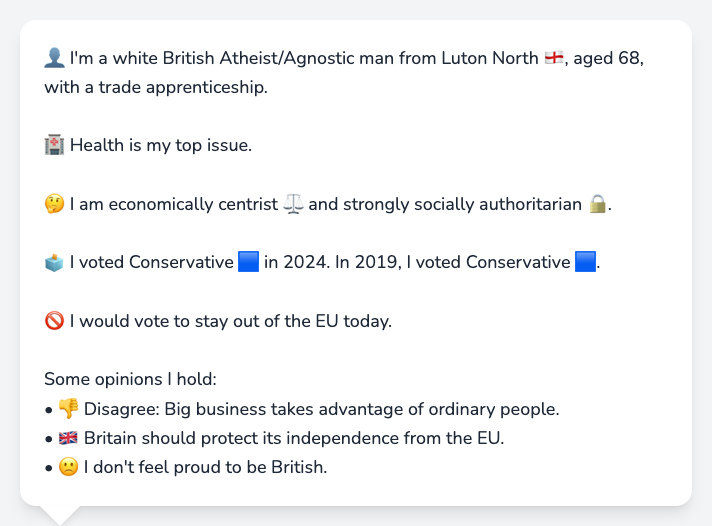 👤 I'm a white British Atheist/Agnostic man from Luton North 🏴󠁧󠁢󠁥󠁮󠁧󠁿, aged 68,
with a trade apprenticeship.
🏥 Health is my top issue.
🤔 I am economically centrist ⚖️ and strongly socially authoritarian 🔒.
🗳️ I voted Conservative 🟦 in 2024. In 2019, I voted Conservative 🟦.
🚫 I would vote to stay out of the EU today.
Some opinions I hold:
• 👎 Disagree: Big business takes advantage of ordinary people.
• 🇬🇧 Britain should protect its independence from the EU.
• 🙁 I don't feel proud to be British.